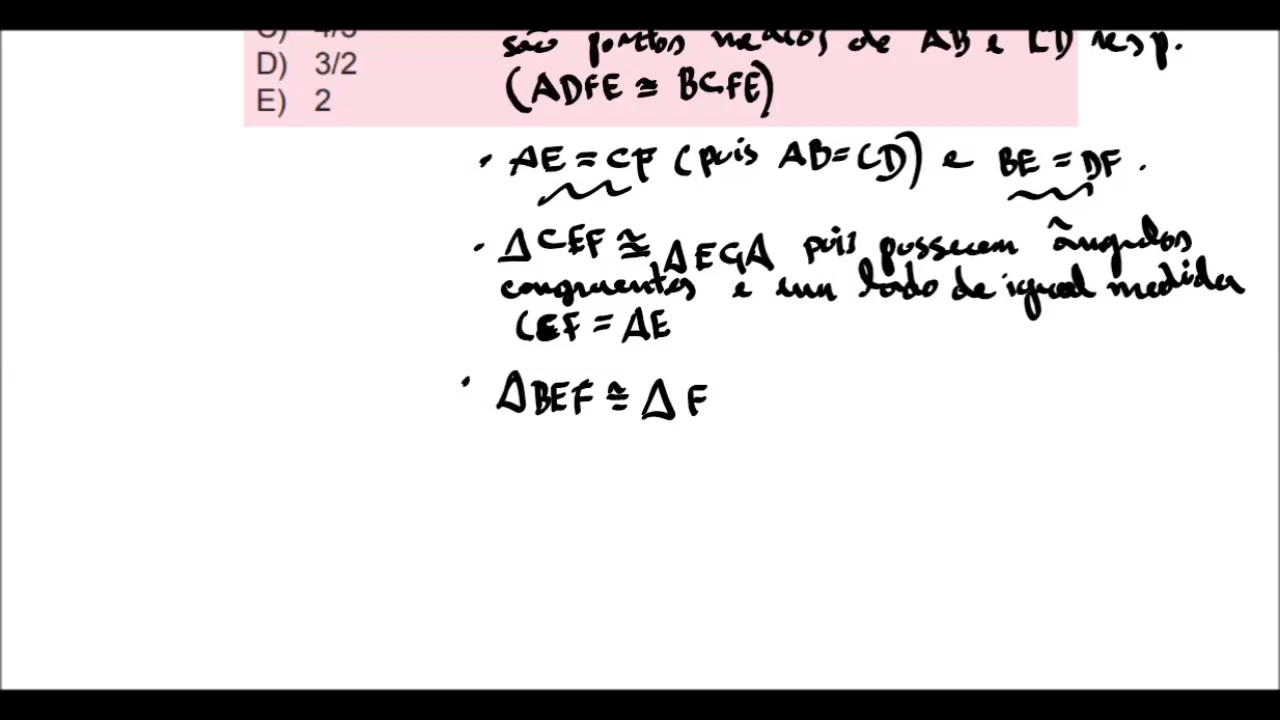 são pontos medios de AB e CD resp.
D) 3/2
(ADFE ≅ BCFE)
E) 2
· AE = CF (pois AB=CD) e BE = DF.
· ΔCEF ≅ ΔEGA pois possuem ângulos
congruentes e um lado de igual medida
CF = AE
· ΔBEF ≅ Δ F